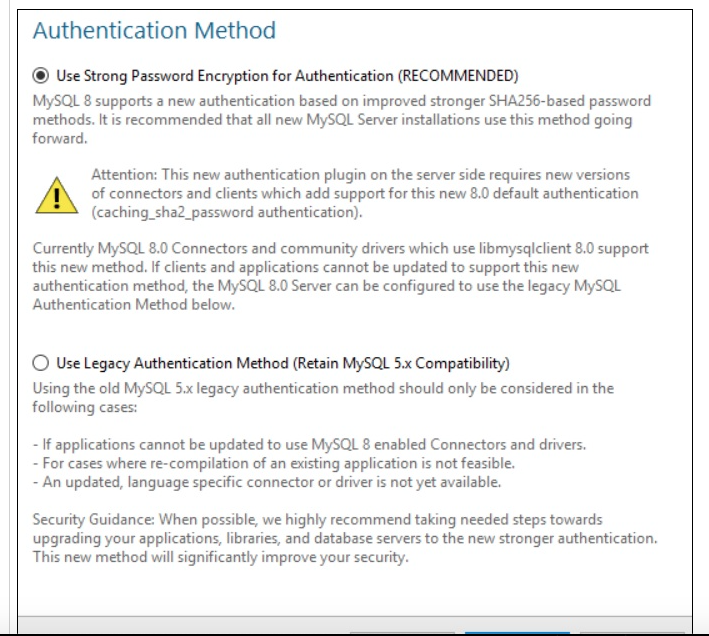 Authentication Method
Use Strong Password Encryption for Authentication (RECOMMENDED)
MySQL 8 supports a new authentication based on improved stronger SHA256-based password
methods. It is recommended that all new MySQL Server installations use this method going
forward.
Attention: This new authentication plugin on the server side requires new versions
of connectors and clients which add support for this new 8.0 default authentication
(caching_sha2_password authentication).
Currently MySQL 8.0 Connectors and community drivers which use libmysqlclient 8.0 support
this new method. If clients and applications cannot be updated to support this new
authentication method, the MySQL 8.0 Server can be configured to use the legacy MySQL
Authentication Method below.
Use Legacy Authentication Method (Retain MySQL 5.x Compatibility)
Using the old MySQL 5.x legacy authentication method should only be considered in the
following cases:
- If applications cannot be updated to use MySQL 8 enabled Connectors and drivers.
- For cases where re-compilation of an existing application is not feasible.
- An updated, language specific connector or driver is not yet available.
Security Guidance: When possible, we highly recommend taking needed steps towards
upgrading your applications, libraries, and database servers to the new stronger authentication.
This new method will significantly improve your security.